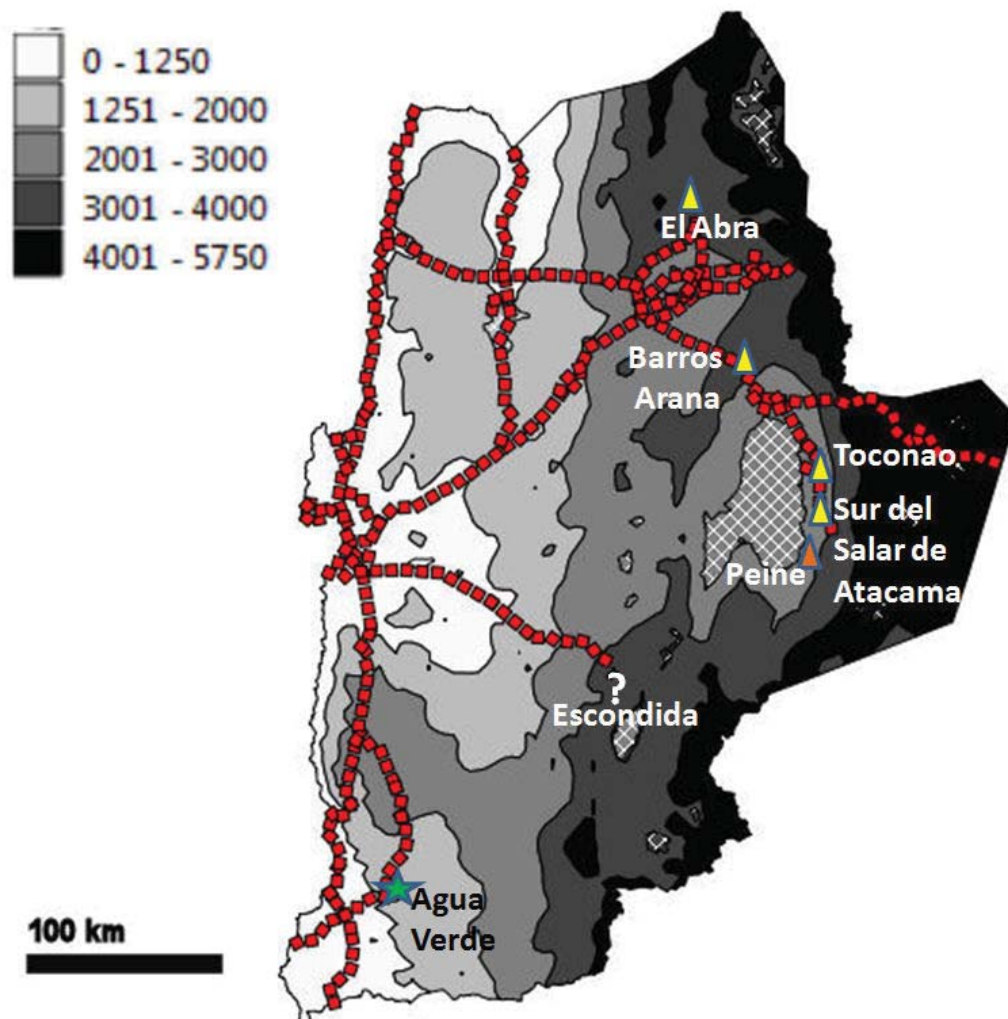 0 - 1250
1251 - 2000
2001 - 3000
3001 - 4000
4001 - 5750
El Abra
Barros
Arana
Toconao
Sur del
Salar de
Atacama
Peine
?
Escondida
Agua
Verde
100 km